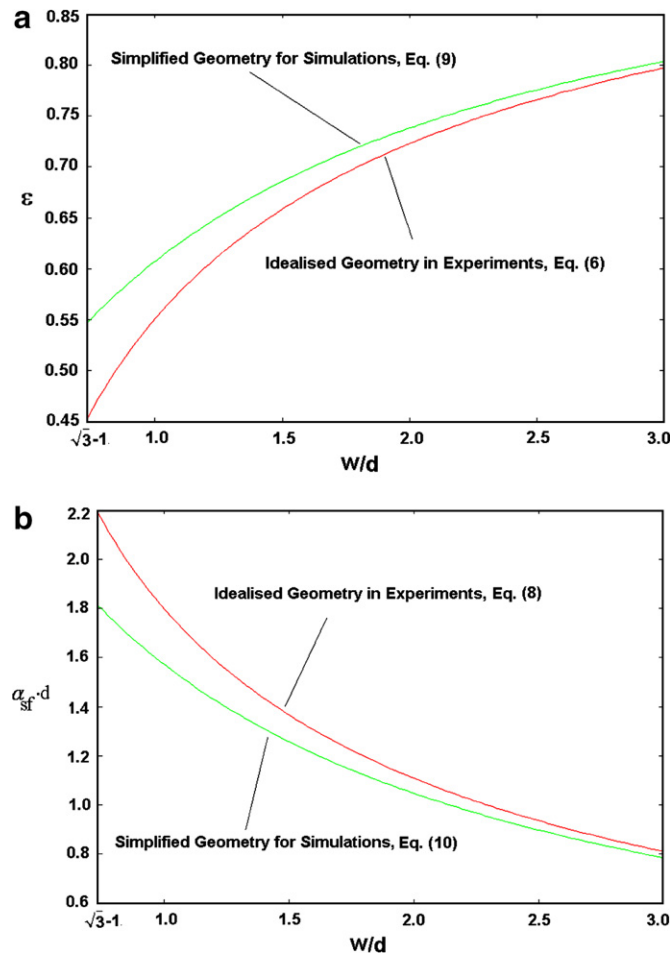 a
0.85
0.80
0.75
0.70
0.65
0.60
0.55
0.50
0.45
ε
Simplified Geometry for Simulations, Eq. (9)
Idealised Geometry in Experiments, Eq. (6)
√3-1 1.0 1.5 2.0 2.5 3.0
W/d
b
2.2
2.0
1.8
1.6
1.4
1.2
1.0
0.8
0.6
αsf·d
Idealised Geometry in Experiments, Eq. (8)
Simplified Geometry for Simulations, Eq. (10)
√3-1 1.0 1.5 2.0 2.5 3.0
W/d